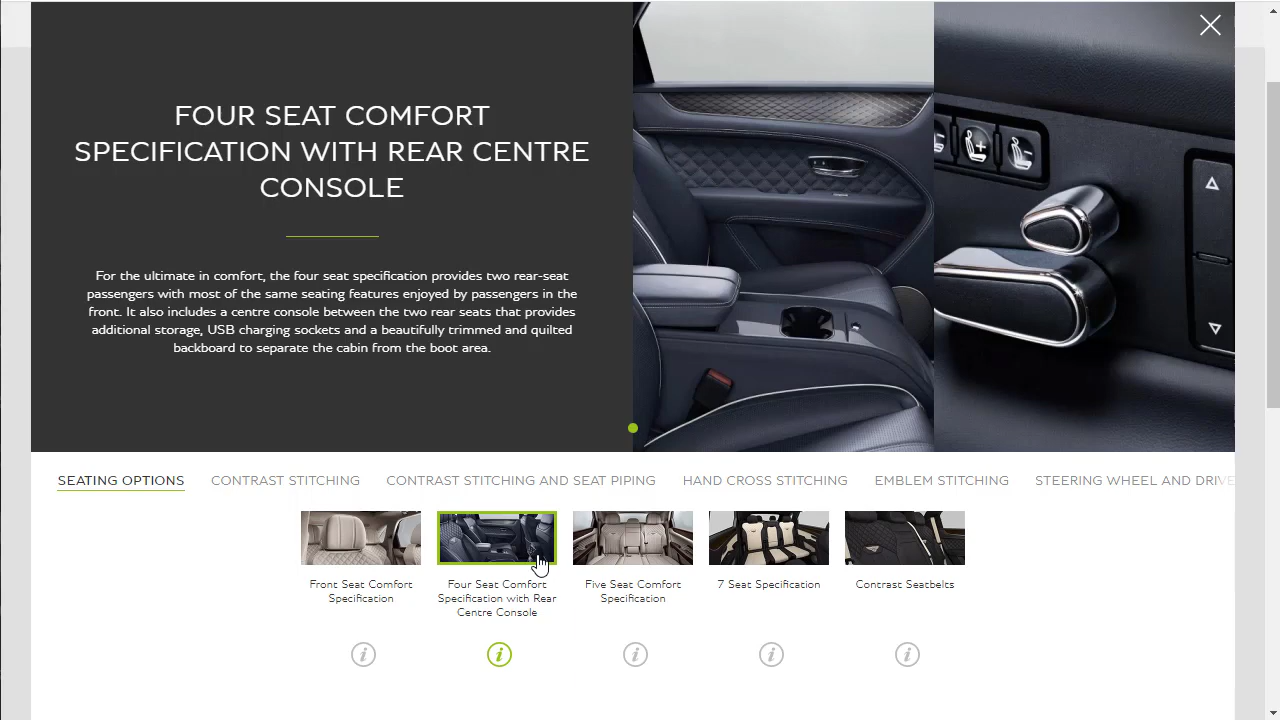 FOUR SEAT COMFORT
SPECIFICATION WITH REAR CENTRE
CONSOLE
For the ultimate in comfort, the four seat specification provides two rear-seat
passengers with most of the same seating features enjoyed by passengers in the
front. It also includes a centre console between the two rear seats that provides
additional storage, USB charging sockets and a beautifully trimmed and quilted
backboard to separate the cabin from the boot area.
SEATING OPTIONS CONTRAST STITCHING CONTRAST STITCHING AND SEAT PIPING HAND CROSS STITCHING EMBLEM STITCHING STEERING WHEEL AND DRIVE
Front Seat Comfort
Specification
Four Seat Comfort
Specification with Rear
Centre Console
Five Seat Comfort
Specification
7 Seat Specification
Contrast Seatbelts
i i i i i